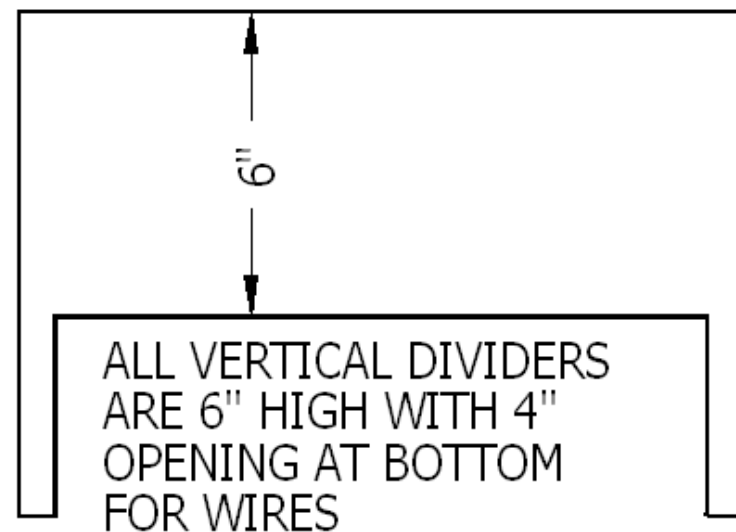 6"
ALL VERTICAL DIVIDERS
ARE 6" HIGH WITH 4"
OPENING AT BOTTOM
FOR WIRES